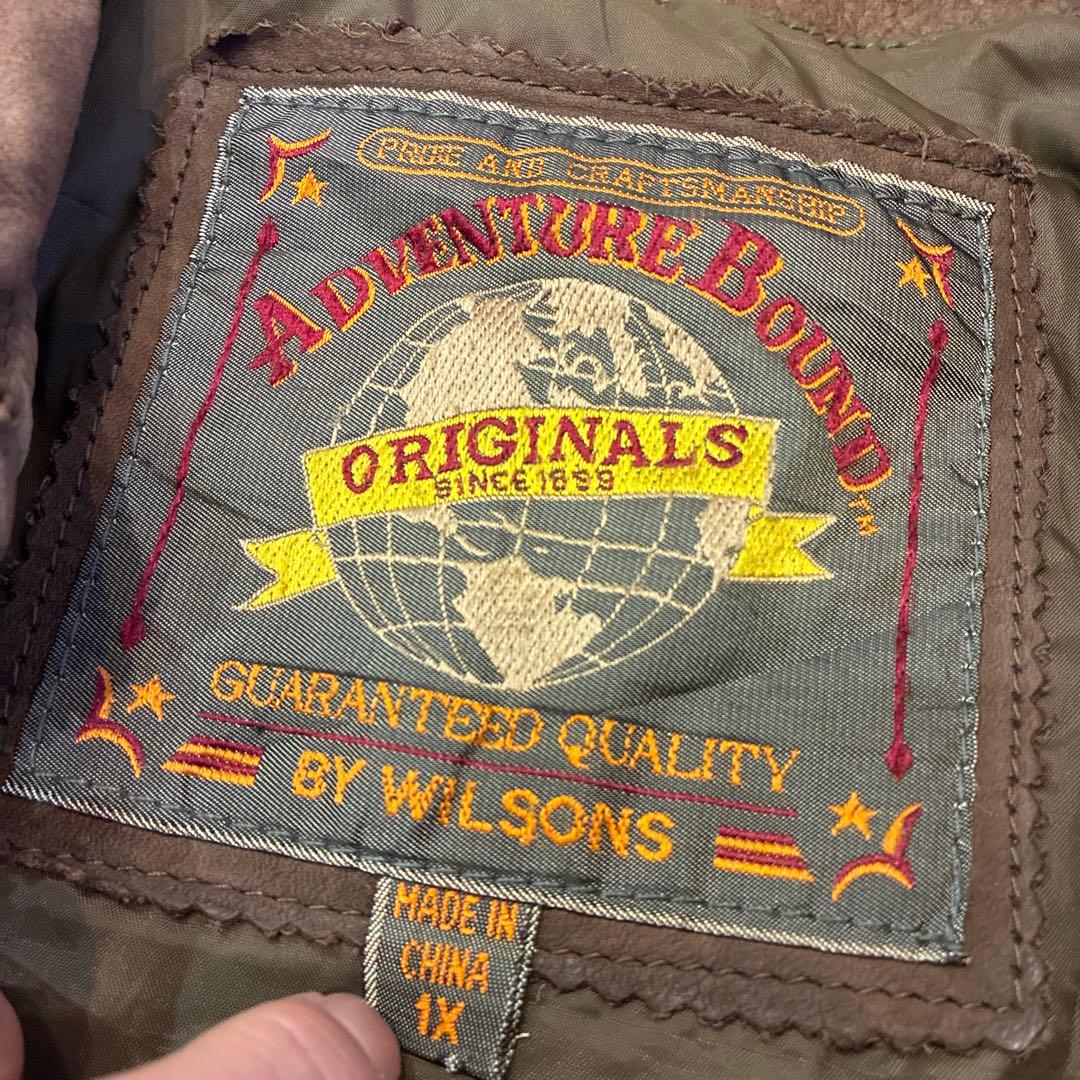 PRIDE AND CRAFTSMANSHIP
ADVENTURE BOUND™
ORIGINALS
SINCE 1899
GUARANTEED QUALITY
BY WILSONS
MADE IN
CHINA
1X